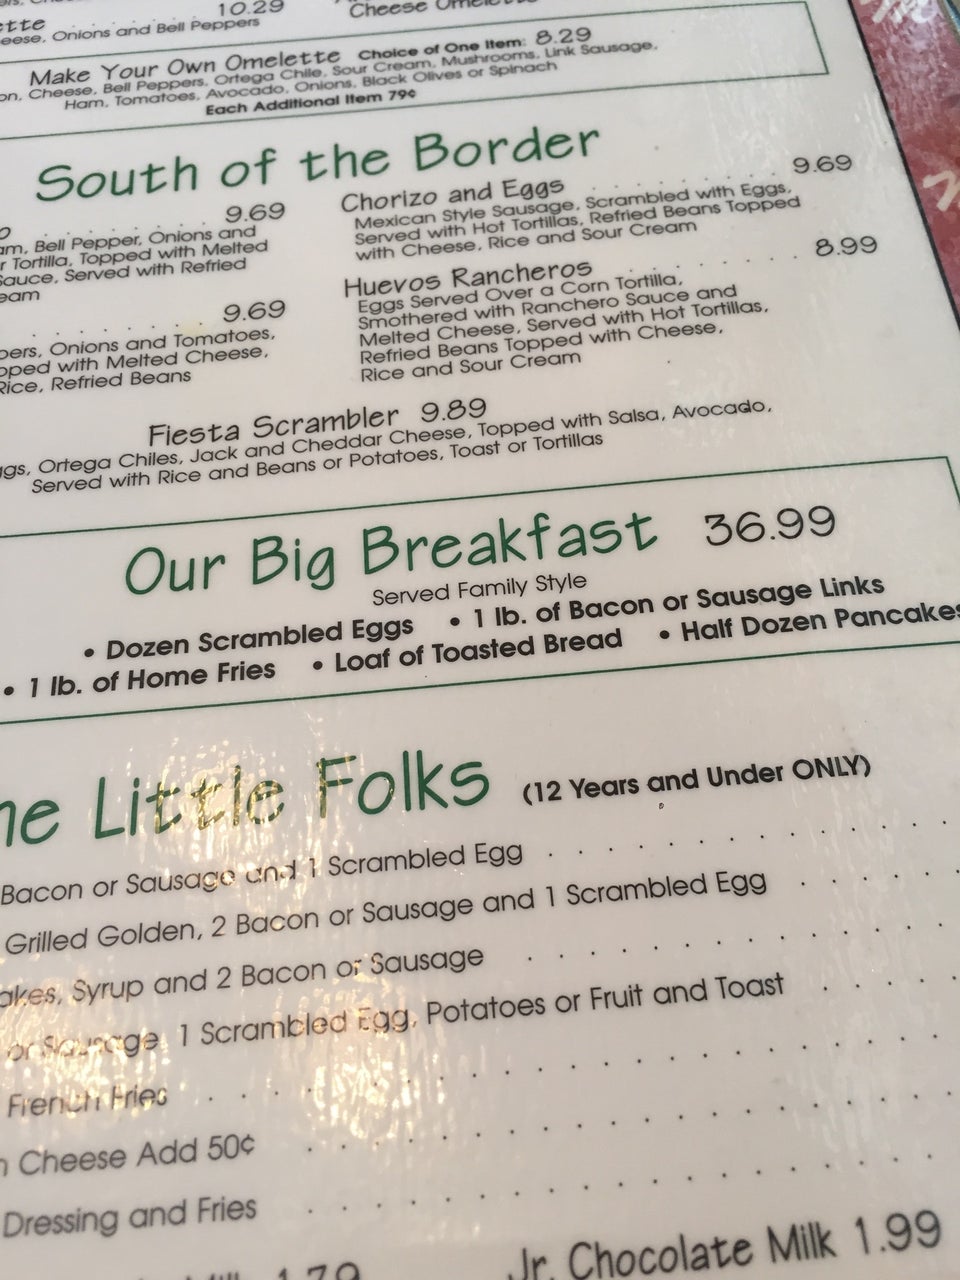 10.29
eese, Onions and Bell Peppers
Cheese Omelette
Make Your Own Omelette Choice of One Item: 8.29
on, Cheese, Bell Peppers, Ortega Chile, Sour Cream, Mushrooms, Link Sausage,
Ham, Tomatoes, Avocado, Onions, Black Olives or Spinach
Each Additional Item 79¢
South of the Border
9.69
am, Bell Pepper, Onions and
r Tortilla, Topped with Melted
Sauce, Served with Refried
eam
. . . . . . . . 9.69
pers, Onions and Tomatoes,
pped with Melted Cheese,
Rice, Refried Beans
Chorizo and Eggs . . . . . . . . . 9.69
Mexican Style Sausage, Scrambled with Eggs,
Served with Hot Tortillas, Refried Beans Topped
with Cheese, Rice and Sour Cream
Huevos Rancheros . . . . . . . . . 8.99
Eggs Served Over a Corn Tortilla,
Smothered with Ranchero Sauce and
Melted Cheese, Served with Hot Tortillas,
Refried Beans Topped with Cheese,
Rice and Sour Cream
Fiesta Scrambler 9.89
ggs, Ortega Chiles, Jack and Cheddar Cheese, Topped with Salsa, Avocado,
Served with Rice and Beans or Potatoes, Toast or Tortillas
Our Big Breakfast 36.99
Served Family Style
• Dozen Scrambled Eggs • 1 lb. of Bacon or Sausage Links
• 1 lb. of Home Fries • Loaf of Toasted Bread • Half Dozen Pancakes
he Little Folks (12 Years and Under ONLY)
Bacon or Sausage and 1 Scrambled Egg . . . . . . . . .
Grilled Golden, 2 Bacon or Sausage and 1 Scrambled Egg . . . .
akes, Syrup and 2 Bacon or Sausage . . . . . . . . . .
or Sausage, 1 Scrambled Egg, Potatoes or Fruit and Toast . . . .
French Fries . . . . . . . . . . . . . . . . . .
n Cheese Add 50¢ . . . . . . . . . . . . . . .
Dressing and Fries . . . . . . . . . . . . . . .
1.79
Jr. Chocolate Milk 1.99